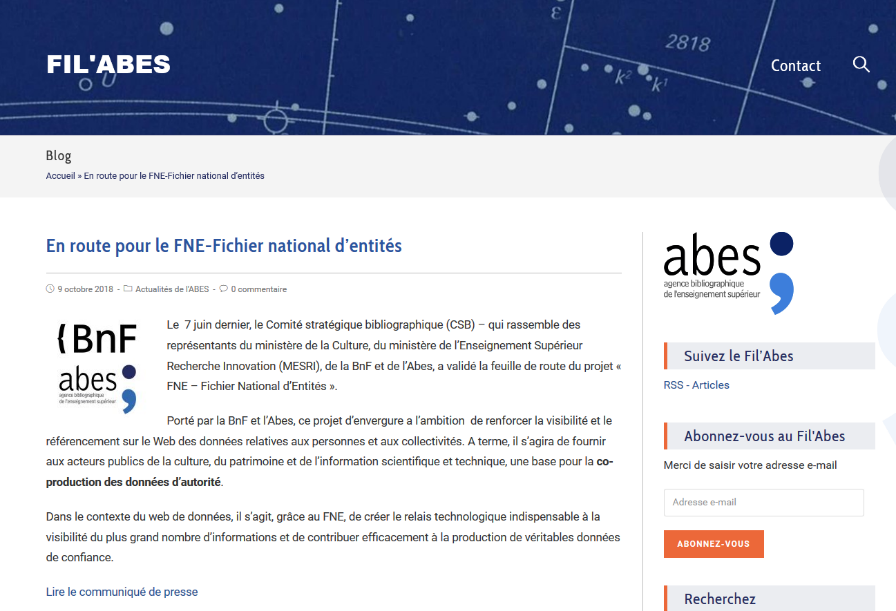 FIL'ABES
Contact
ε
2818
k² k¹
υ
Blog
Accueil » En route pour le FNE-Fichier national d'entités
En route pour le FNE-Fichier national d'entités
9 octobre 2018 - Actualités de l'ABES - 0 commentaire
{BnF
abes
agence bibliographique
de l'enseignement supérieur
Le 7 juin dernier, le Comité stratégique bibliographique (CSB) – qui rassemble des
représentants du ministère de la Culture, du ministère de l'Enseignement Supérieur
Recherche Innovation (MESRI), de la BnF et de l'Abes, a validé la feuille de route du projet «
FNE – Fichier National d'Entités ».
Porté par la BnF et l'Abes, ce projet d'envergure a l'ambition de renforcer la visibilité et le
référencement sur le Web des données relatives aux personnes et aux collectivités. A terme, il s'agira de fournir
aux acteurs publics de la culture, du patrimoine et de l'information scientifique et technique, une base pour la co-
production des données d'autorité.
Dans le contexte du web de données, il s'agit, grâce au FNE, de créer le relais technologique indispensable à la
visibilité du plus grand nombre d'informations et de contribuer efficacement à la production de véritables données
de confiance.
Lire le communiqué de presse
abes
agence bibliographique
de l'enseignement supérieur
Suivez le Fil'Abes
RSS - Articles
Abonnez-vous au Fil'Abes
Merci de saisir votre adresse e-mail
Adresse e-mail
ABONNEZ-VOUS
Recherchez